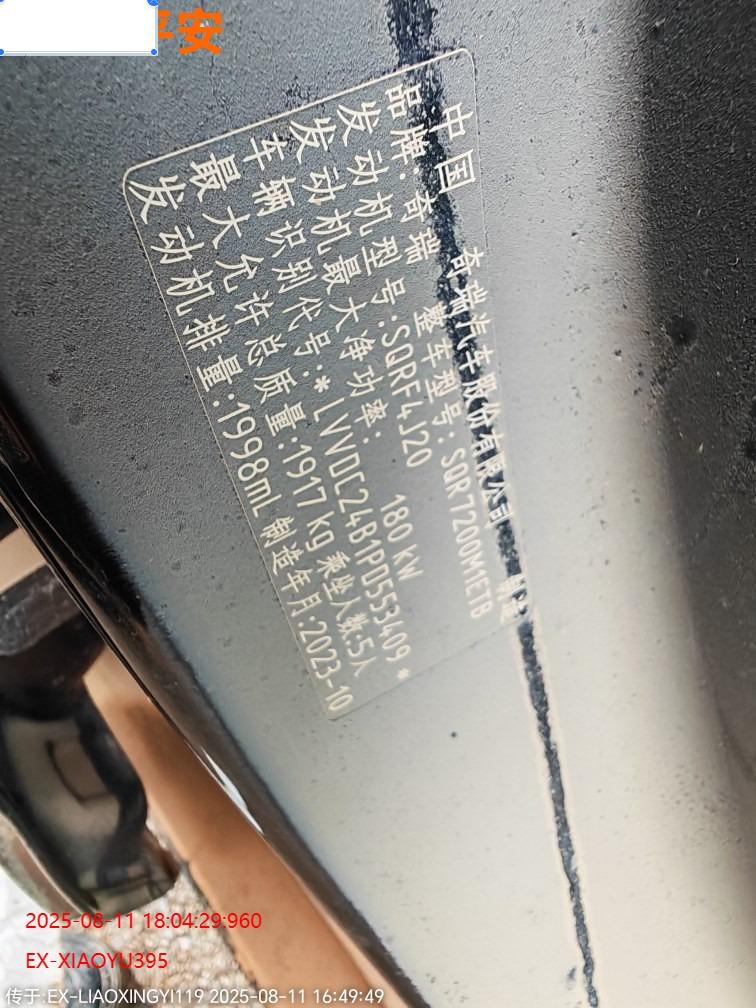 平安
中国 奇瑞汽车股份有限公司 制造
品牌:奇瑞 整车型号:SQR7200M1ETB
发动机型号:SQRF4J20
发动机最大净功率: 180kW
车辆识别代号:*LVVDC24B1PD553409*
最大允许总质量:1917kg 乘坐人数:5人
发动机排量:1998mL 制造年月:2023-10
2025-08-11 18:04:29:960
EX-XIAOYU395
传于:EX-LIAOXINGYI119 2025-08-11 16:49:49